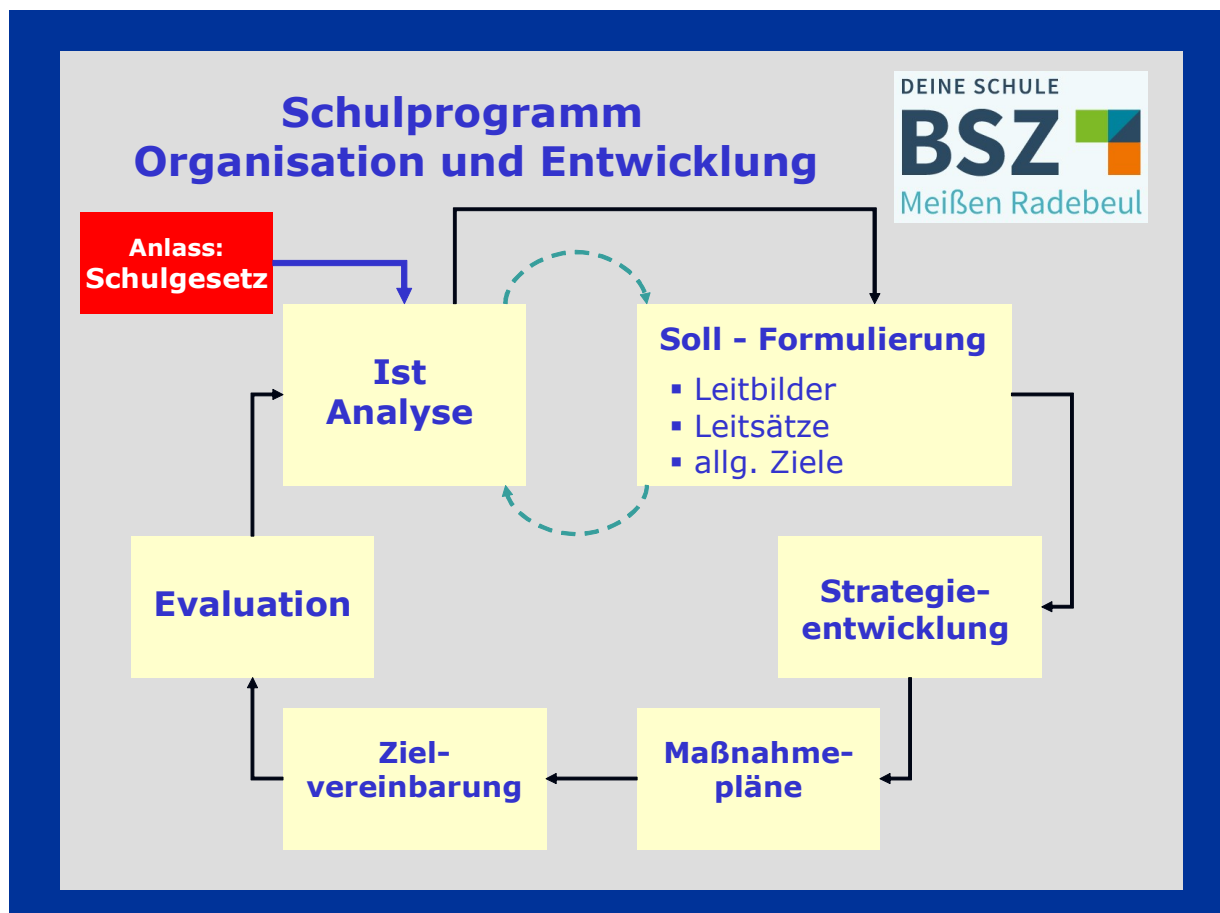 Schulprogramm
Organisation und Entwicklung
DEINE SCHULE
BSZ
Meißen Radebeul
Anlass:
Schulgesetz
Ist
Analyse
Soll - Formulierung
▪ Leitbilder
▪ Leitsätze
▪ allg. Ziele
Evaluation
Strategie-
entwicklung
Ziel-
vereinbarung
Maßnahme-
pläne